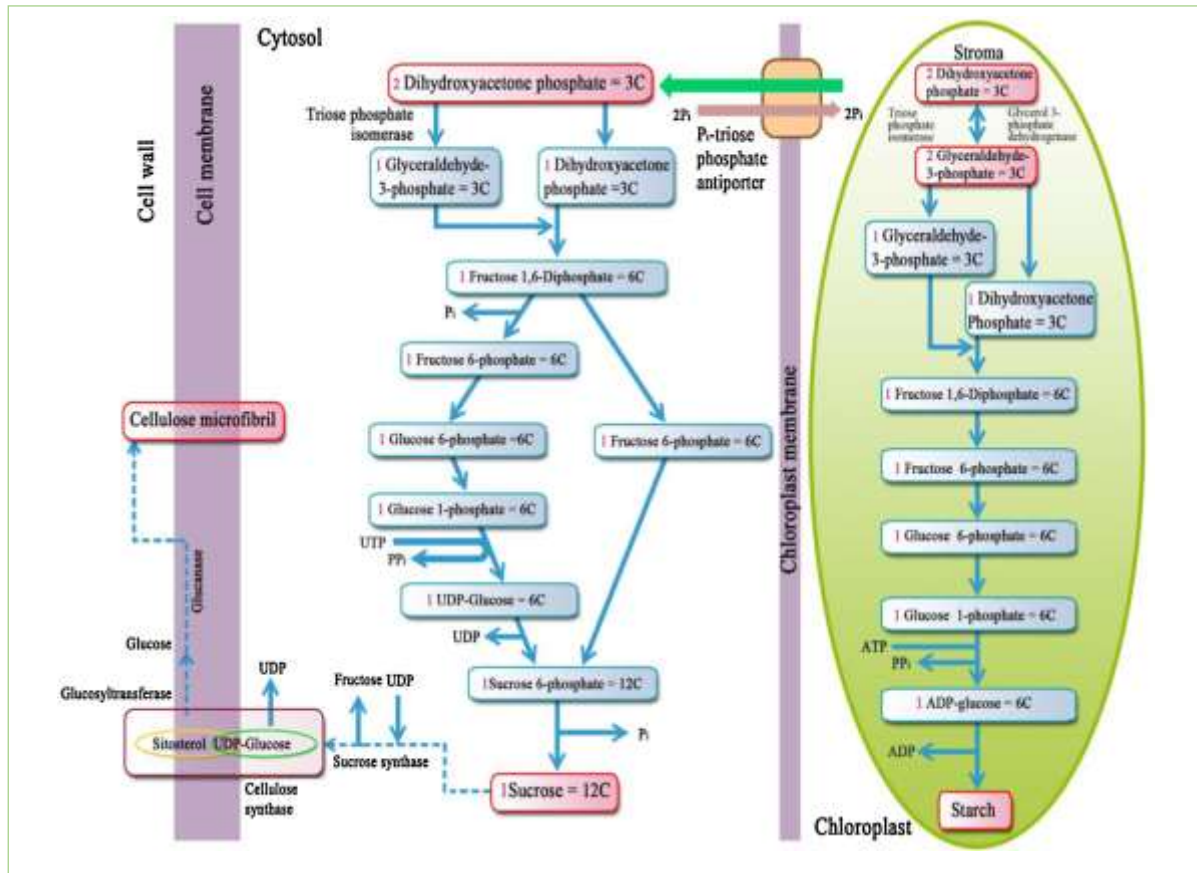 Cytosol
Cell wall
Cell membrane
2 Dihydroxyacetone phosphate = 3C
Triose phosphate
isomerase
1 Glyceraldehyde-
3-phosphate = 3C
1 Dihydroxyacetone
phosphate =3C
1 Fructose 1,6-Diphosphate = 6C
Pi
1 Fructose 6-phosphate = 6C
1 Glucose 6-phosphate =6C
1 Fructose 6-phosphate = 6C
1 Glucose 1-phosphate = 6C
UTP
PPi
1 UDP-Glucose = 6C
UDP
1Sucrose 6-phosphate = 12C
Pi
1Sucrose = 12C
Fructose UDP
Sucrose synthase
Cellulose microfibril
Glucanase
Glucose
UDP
Glucosyltransferase
Sitosterol UDP-Glucose
Cellulose
synthase
2Pi
2Pi
Pi-triose
phosphate
antiporter
Chloroplast membrane
Stroma
2 Dihydroxyacetone
phosphate = 3C
Triose
phosphate
isomerase
Glycerol 3-
phosphate
dehydrogenase
2 Glyceraldehyde-
3-phosphate = 3C
1 Glyceraldehyde-
3-phosphate = 3C
1 Dihydroxyacetone
Phosphate = 3C
1 Fructose 1,6-Diphosphate = 6C
1 Fructose 6-phosphate = 6C
1 Glucose 6-phosphate = 6C
1 Glucose 1-phosphate = 6C
ATP
PPi
1 ADP-glucose = 6C
ADP
Starch
Chloroplast